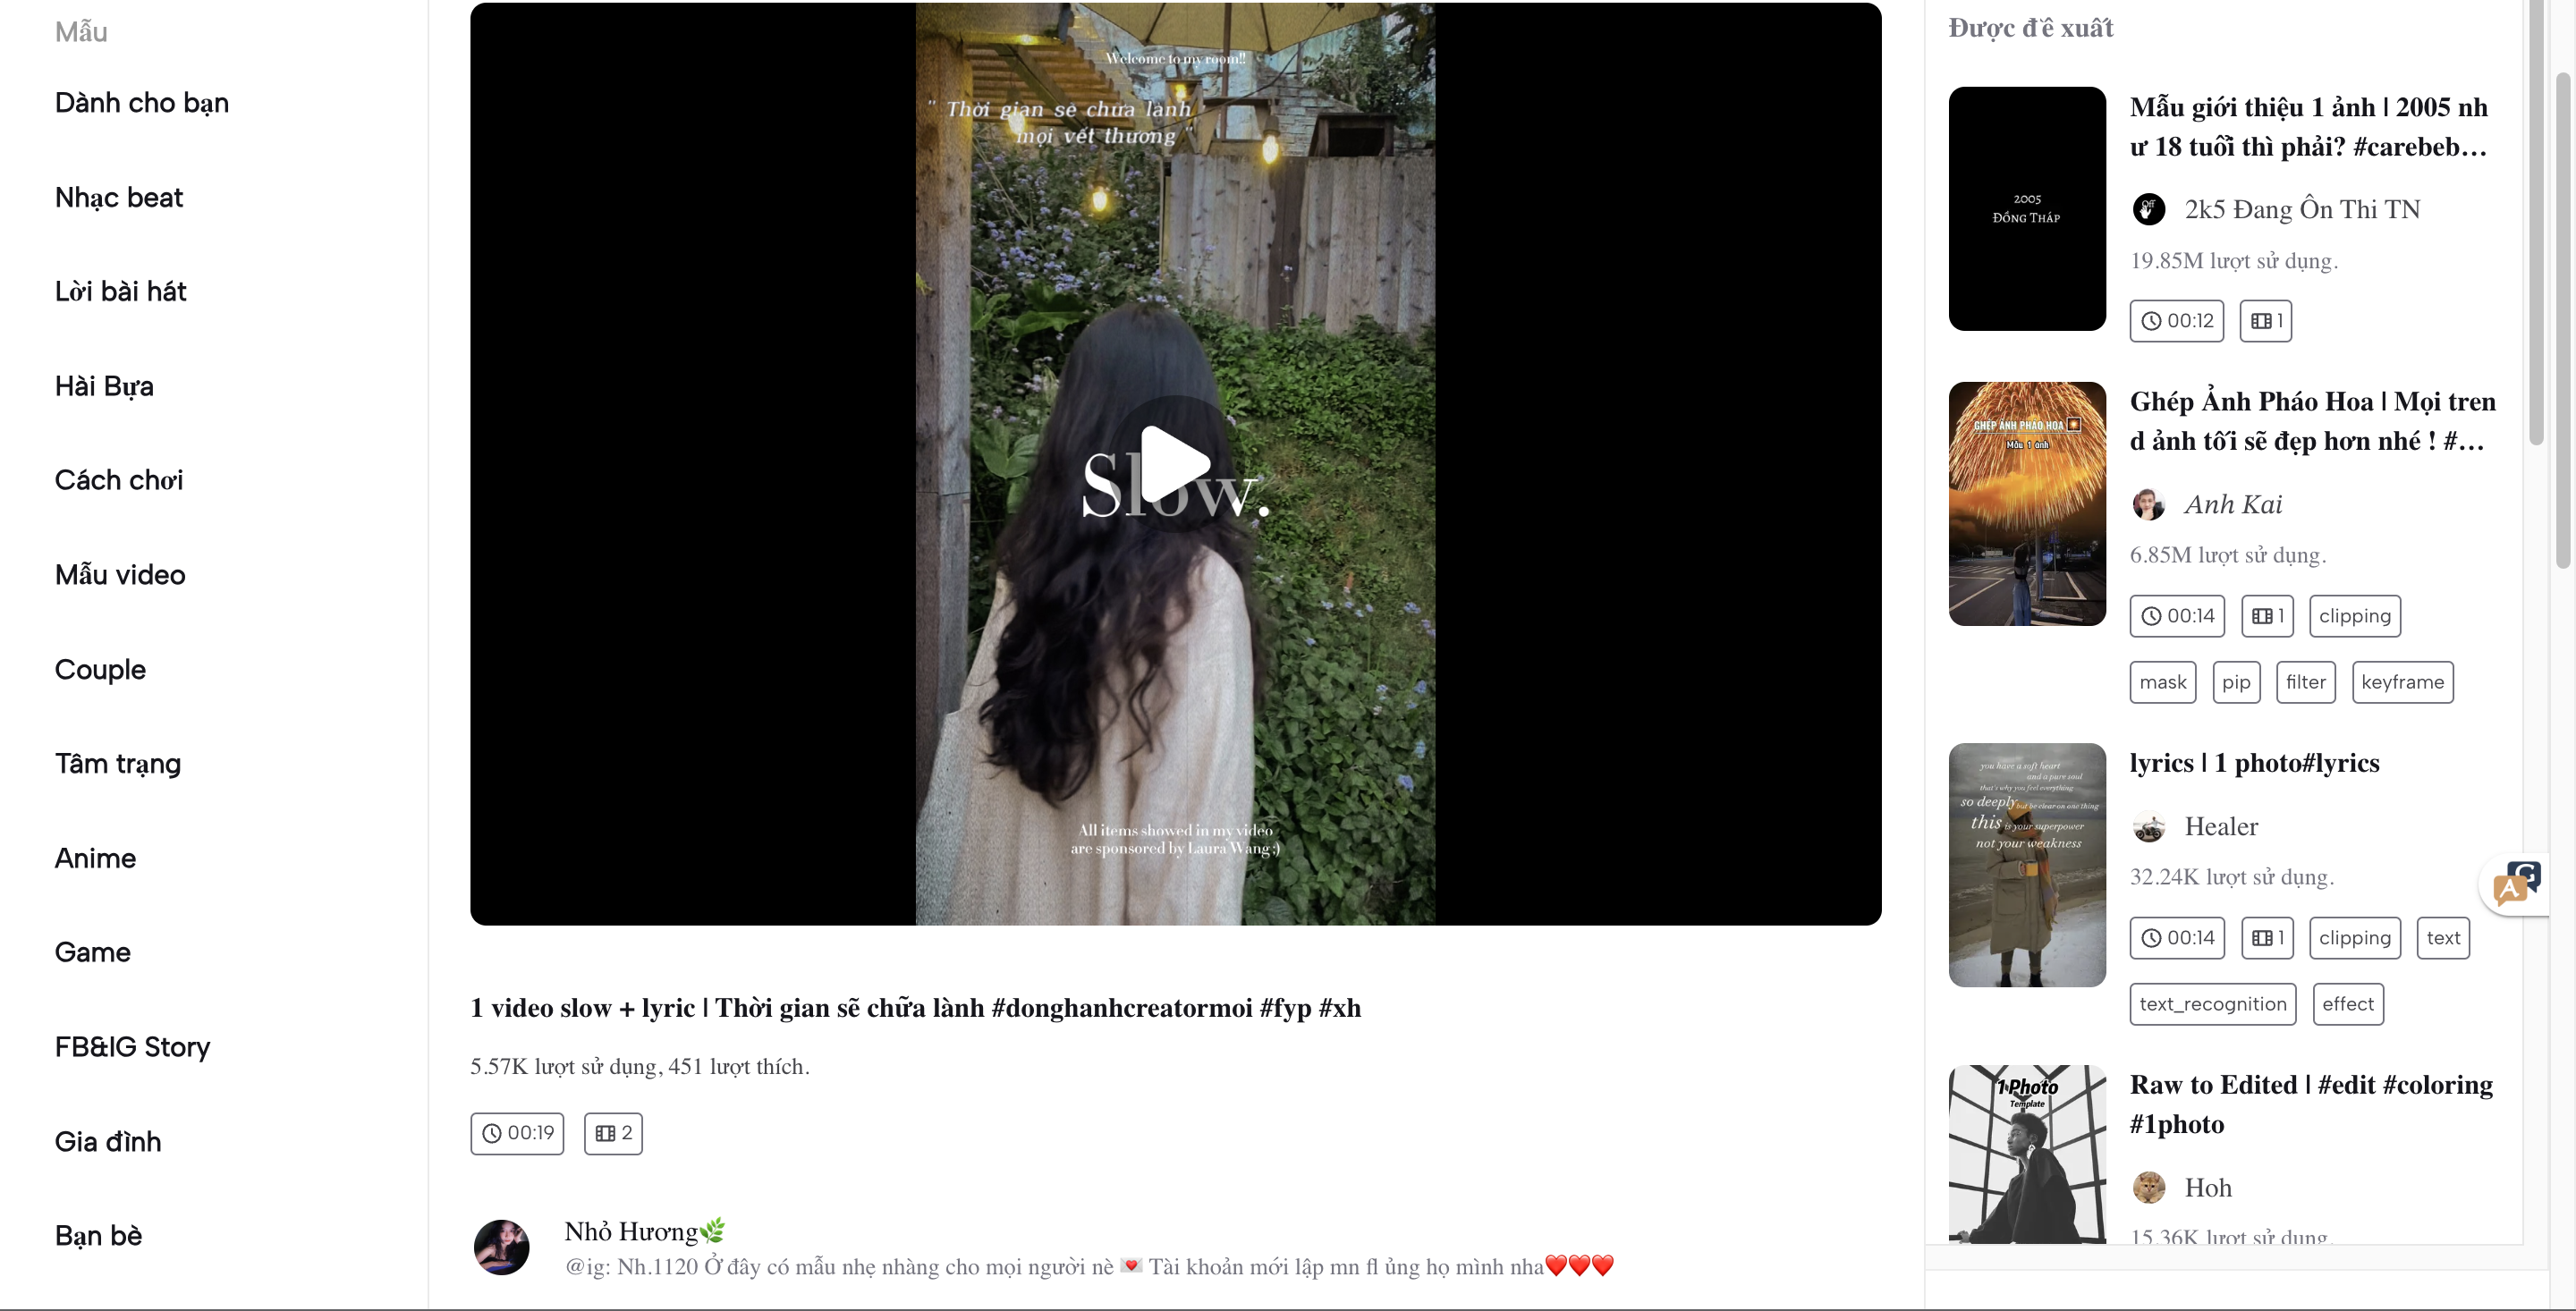 Mẫu
Dành cho bạn
Nhạc beat
Lời bài hát
Hài Bựa
Cách chơi
Mẫu video
Couple
Tâm trạng
Anime
Game
FB&IG Story
Gia đình
Bạn bè
Welcome to my room!!
" Thời gian sẽ chữa lành
mọi vết thương "
Slow.
All items showed in my video
are sponsored by Laura Wang ;)
1 video slow + lyric | Thời gian sẽ chữa lành #donghanhcreatormoi #fyp #xh
5.57K lượt sử dụng, 451 lượt thích.
00:19 2
Nhỏ Hương🌿
@ig: Nh.1120 Ở đây có mẫu nhẹ nhàng cho mọi người nè 💌 Tài khoản mới lập mn fl ủng họ mình nha❤️❤️❤️
Được đề xuất
2005
ĐỒNG THÁP
Mẫu giới thiệu 1 ảnh | 2005 nh
ư 18 tuổi thì phải? #carebeb...
Off
2k5 Đang Ôn Thi TN
19.85M lượt sử dụng.
00:12 1
GHÉP ẢNH PHÁO HOA
Mẫu 1 ảnh
Ghép Ảnh Pháo Hoa | Mọi tren
d ảnh tối sẽ đẹp hơn nhé ! #...
Anh Kai
6.85M lượt sử dụng.
00:14 1 clipping
mask pip filter keyframe
you have a soft heart
and a pure soul
that's why you feel everything
so deeply but be clear on one thing
this is your superpower
not your weakness
lyrics | 1 photo#lyrics
Healer
32.24K lượt sử dụng.
00:14 1 clipping text
text_recognition effect
G
A
1 Photo
Template
Raw to Edited | #edit #coloring
#1photo
Hoh
15.36K lượt sử dụng.